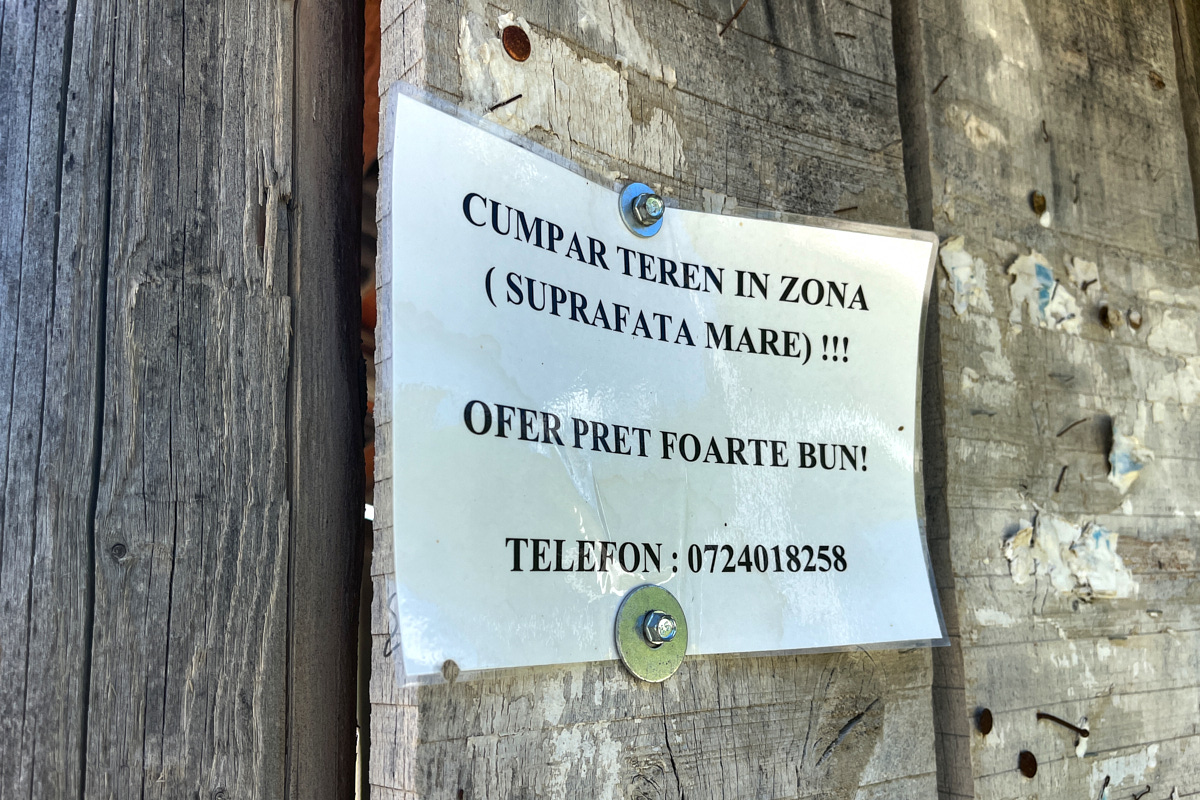 CUMPAR TEREN IN ZONA
( SUPRAFATA MARE) !!!
OFER PRET FOARTE BUN!
TELEFON : 0724018258